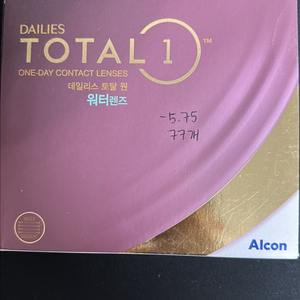 DAILIES
TOTAL 1™
ONE-DAY CONTACT LENSES
데일리스 토탈 원
워터렌즈
-5.75
77개
Alcon